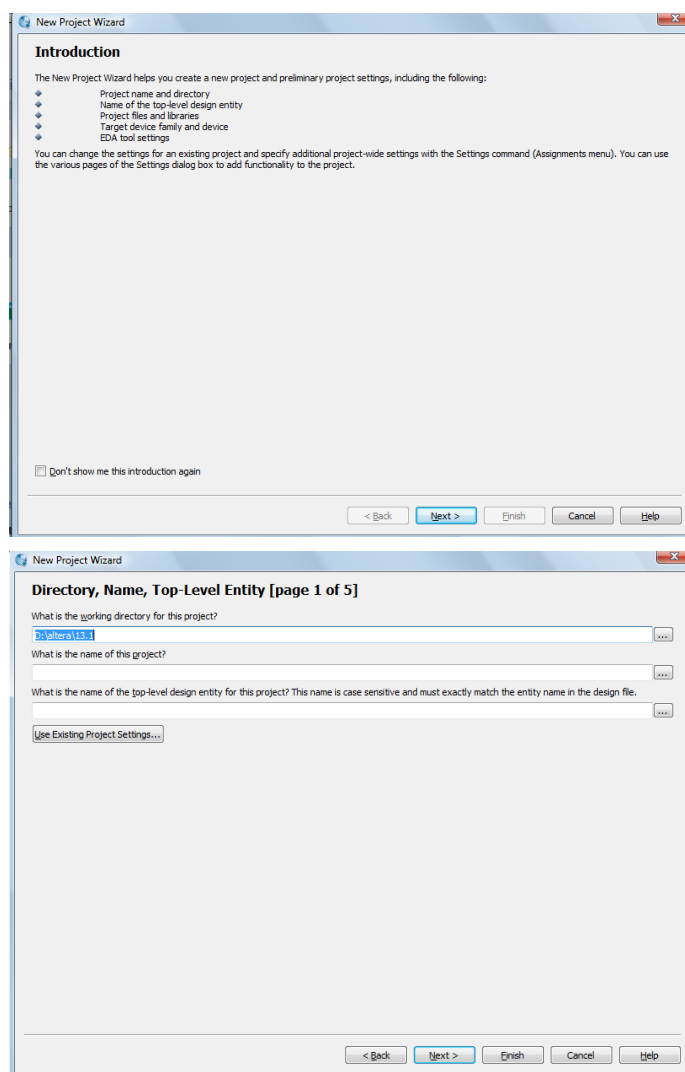 New Project Wizard
Introduction
The New Project Wizard helps you create a new project and preliminary project settings, including the following:
Project name and directory
Name of the top-level design entity
Project files and libraries
Target device family and device
EDA tool settings
You can change the settings for an existing project and specify additional project-wide settings with the Settings command (Assignments menu). You can use
the various pages of the Settings dialog box to add functionality to the project.
Don't show me this introduction again
< Back Next > Finish Cancel Help
New Project Wizard
Directory, Name, Top-Level Entity [page 1 of 5]
What is the working directory for this project?
D:\altera\13.1
...
What is the name of this project?
...
What is the name of the top-level design entity for this project? This name is case sensitive and must exactly match the entity name in the design file.
...
Use Existing Project Settings...
< Back Next > Finish Cancel Help